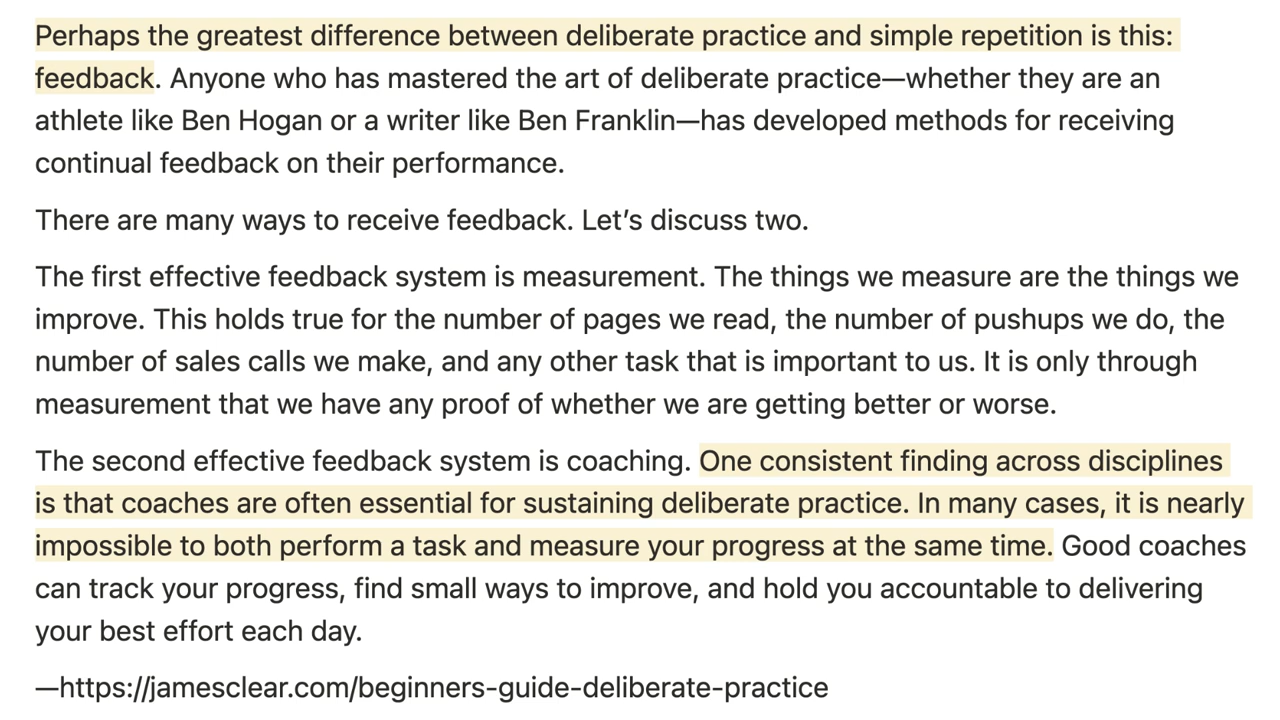 Perhaps the greatest difference between deliberate practice and simple repetition is this:
feedback. Anyone who has mastered the art of deliberate practice—whether they are an
athlete like Ben Hogan or a writer like Ben Franklin—has developed methods for receiving
continual feedback on their performance.
There are many ways to receive feedback. Let’s discuss two.
The first effective feedback system is measurement. The things we measure are the things we
improve. This holds true for the number of pages we read, the number of pushups we do, the
number of sales calls we make, and any other task that is important to us. It is only through
measurement that we have any proof of whether we are getting better or worse.
The second effective feedback system is coaching. One consistent finding across disciplines
is that coaches are often essential for sustaining deliberate practice. In many cases, it is nearly
impossible to both perform a task and measure your progress at the same time. Good coaches
can track your progress, find small ways to improve, and hold you accountable to delivering
your best effort each day.
—https://jamesclear.com/beginners-guide-deliberate-practice